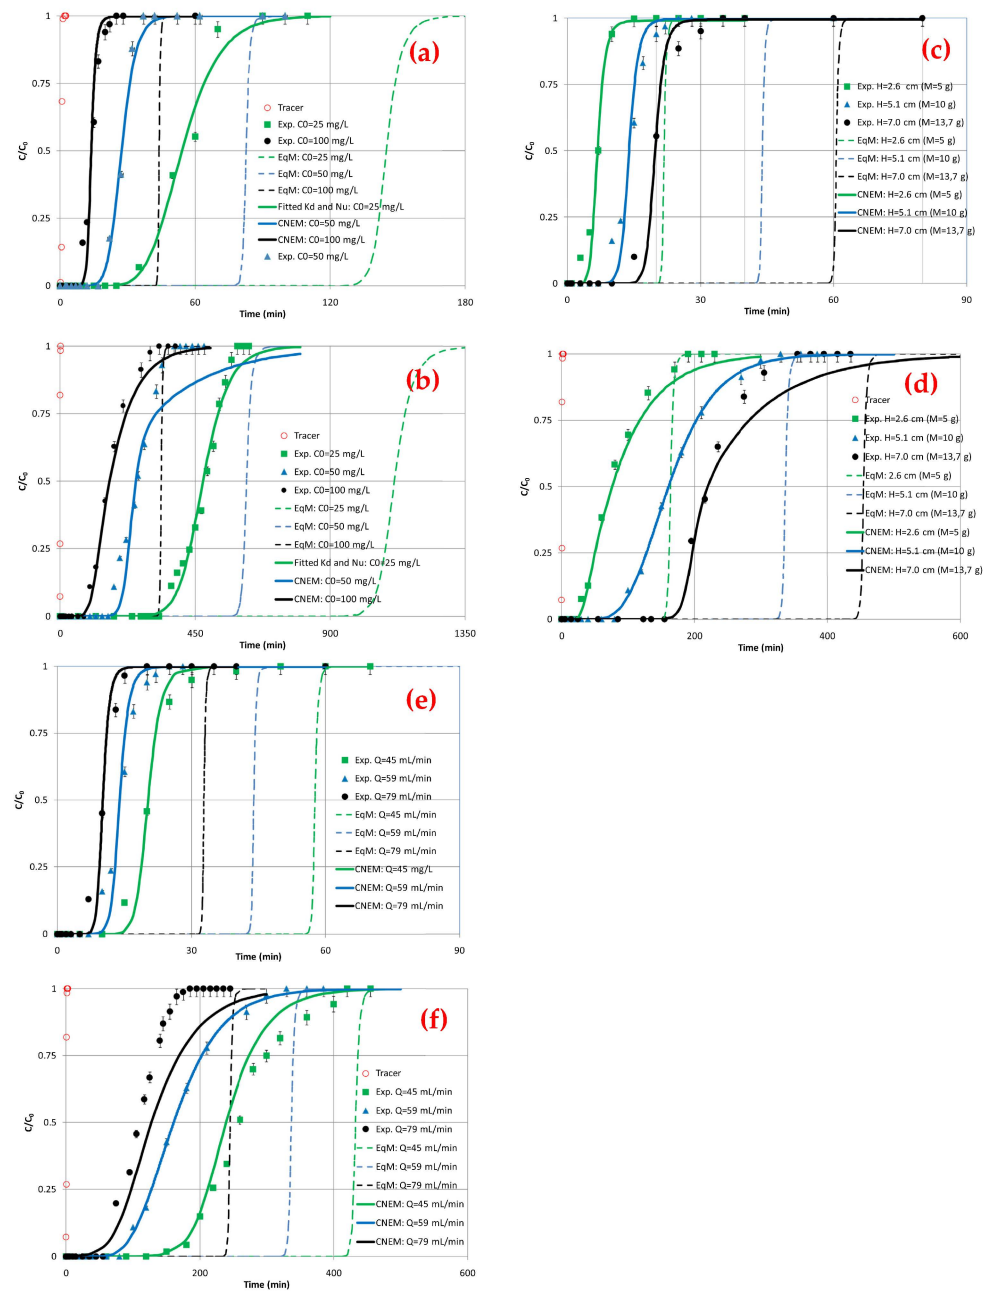 1
0.75
0.5
0.25
0
C/C0
0
60
120
180
Time (min)
(a)
Tracer
Exp. C0=25 mg/L
Exp. C0=100 mg/L
EqM: C0=25 mg/L
EqM: C0=50 mg/L
EqM: C0=100 mg/L
Fitted Kd and Nu: C0=25 mg/L
CNEM: C0=50 mg/L
CNEM: C0=100 mg/L
Exp. C0=50 mg/L
1
0.75
0.5
0.25
0
C/C0
0
30
60
90
Time (min)
(c)
Exp. H=2.6 cm (M=5 g)
Exp. H=5.1 cm (M=10 g)
Exp. H=7.0 cm (M=13,7 g)
EqM: H=2.6 cm (M=5 g)
EqM: H=5.1 cm (M=10 g)
EqM: H=7.0 cm (M=13,7 g)
CNEM: H=2.6 cm (M=5 g)
CNEM: H=5.1 cm (M=10 g)
CNEM: H=7.0 cm (M=13,7 g)
1
0.75
0.5
0.25
0
C/C0
0
450
900
1350
Time (min)
(b)
Tracer
Exp. C0=25 mg/L
Exp. C0=50 mg/L
Exp. C0=100 mg/L
EqM: C0=25 mg/L
EqM: C0=50 mg/L
EqM: C0=100 mg/L
Fitted Kd and Nu: C0=25 mg/L
CNEM: C0=50 mg/L
CNEM: C0=100 mg/L
1
0.75
0.5
0.25
0
C/C0
0
200
400
600
Time (min)
(d)
Tracer
Exp. H=2.6 cm (M=5 g)
Exp. H=5.1 cm (M=10 g)
Exp. H=7.0 cm (M=13,7 g)
EqM: 2.6 cm (M=5 g)
EqM: H=5.1 cm (M=10 g)
EqM: H=7.0 cm (M=13,7 g)
CNEM: H=2.6 cm (M=5 g)
CNEM: H=5.1 cm (M=10 g)
CNEM: H=7.0 cm (M=13,7 g)
1
0.75
0.5
0.25
0
C/C0
0
30
60
90
Time (min)
(e)
Exp. Q=45 mL/min
Exp. Q=59 mL/min
Exp. Q=79 mL/min
EqM: Q=45 mL/min
EqM: Q=59 mL/min
EqM: Q=79 mL/min
CNEM: Q=45 mg/L
CNEM: Q=59 mL/min
CNEM: Q=79 mL/min
1
0.75
0.5
0.25
0
C/C0
0
200
400
600
Time (min)
(f)
Tracer
Exp. Q=45 mL/min
Exp. Q=59 mL/min
Exp. Q=79 mL/min
EqM: Q=45 mL/min
EqM: Q=59 mL/min
EqM: Q=79 mL/min
CNEM: Q=45 mL/min
CNEM: Q=59 mL/min
CNEM: Q=79 mL/min